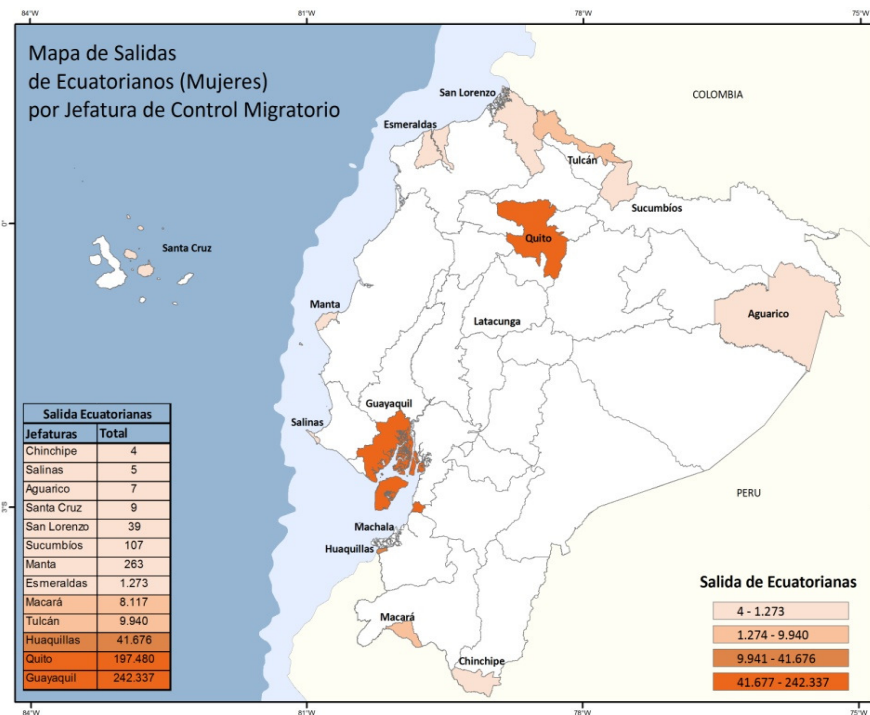 84°W
81°W
78°W
75°W
Mapa de Salidas
de Ecuatorianos (Mujeres)
por Jefatura de Control Migratorio
San Lorenzo
COLOMBIA
Esmeraldas
Tulcán
Sucumbíos
0°
Quito
Santa Cruz
Manta
Aguarico
Latacunga
Guayaquil
Salinas
Salida Ecuatorianas
Jefaturas Total
Chinchipe 4
Salinas 5
Aguarico 7
Santa Cruz 9
San Lorenzo 39
Sucumbíos 107
Manta 263
Esmeraldas 1.273
Macará 8.117
Tulcán 9.940
Huaquillas 41.676
Quito 197.480
Guayaquil 242.337
3°S
PERU
Machala
Huaquillas
Macará
Chinchipe
Salida de Ecuatorianas
4 - 1.273
1.274 - 9.940
9.941 - 41.676
41.677 - 242.337
84°W
81°W
78°W
75°W